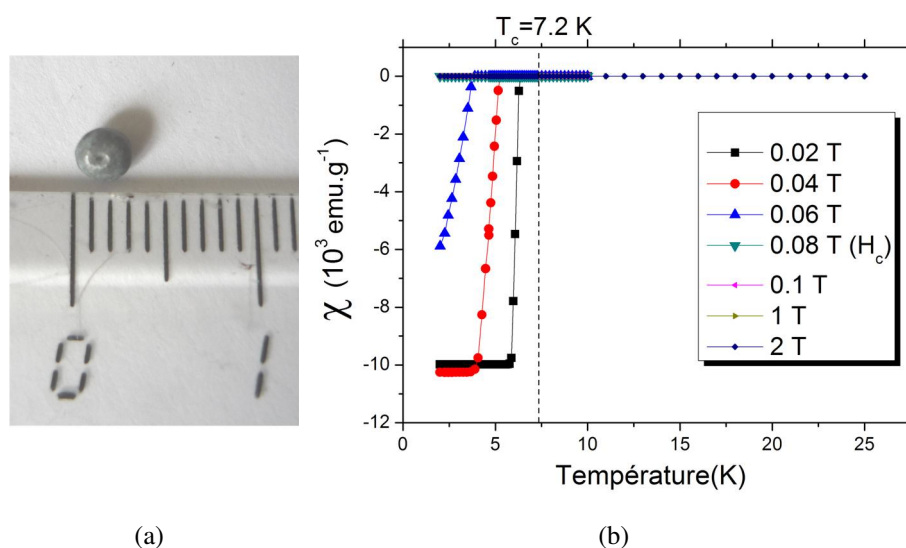 0 1
T_c=7.2 K
0
-2
-4
-6
-8
-10
-12
χ (10³ emu.g⁻¹)
0.02 T
0.04 T
0.06 T
0.08 T (H_c)
0.1 T
1 T
2 T
0 5 10 15 20 25
Température(K)
(a) (b)